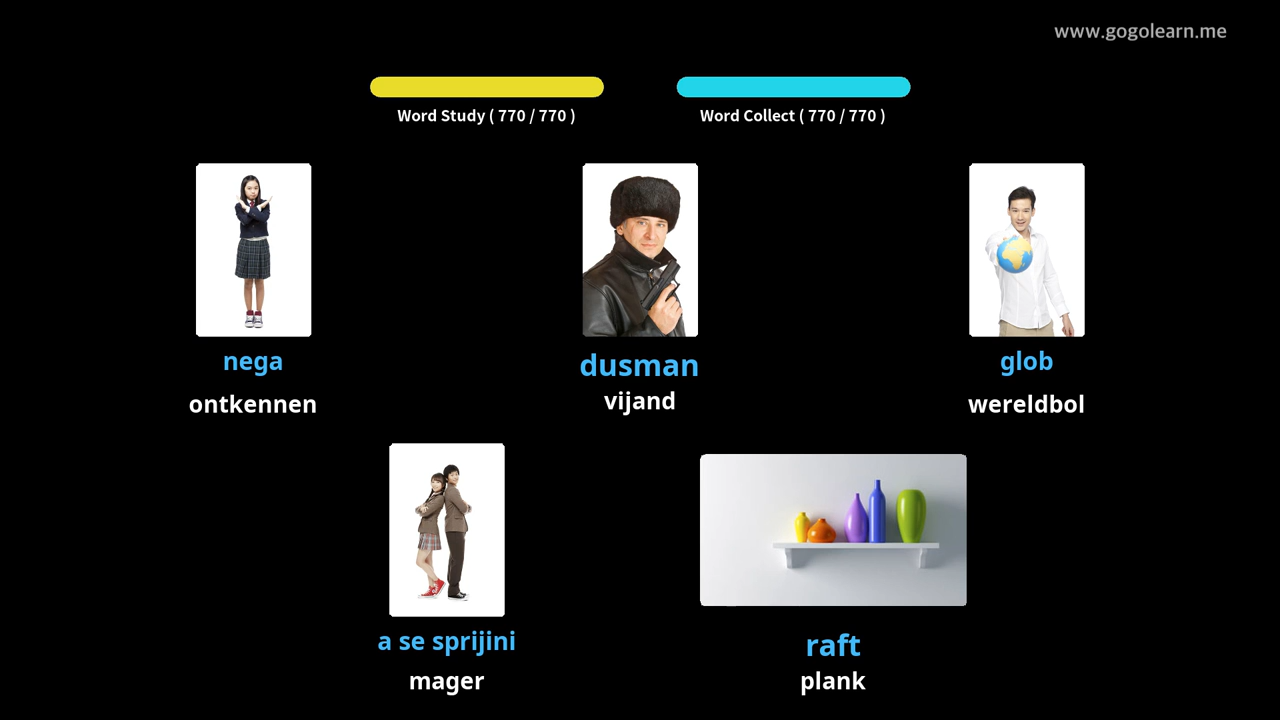 www.gogolearn.me
Word Study ( 770 / 770 )
Word Collect ( 770 / 770 )
nega
ontkennen
dusman
vijand
glob
wereldbol
a se sprijini
mager
raft
plank